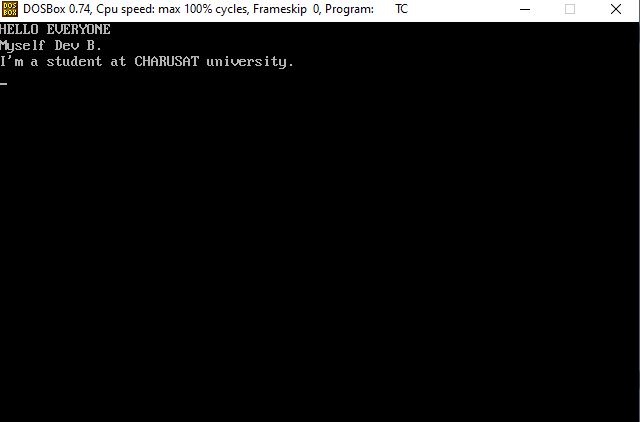 DOS BOX
DOSBox 0.74, Cpu speed: max 100% cycles, Frameskip 0, Program: TC
HELLO EVERYONE
Myself Dev B.
I'm a student at CHARUSAT university.
_